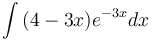 ∫ (4 − 3x)e^{−3x}dx